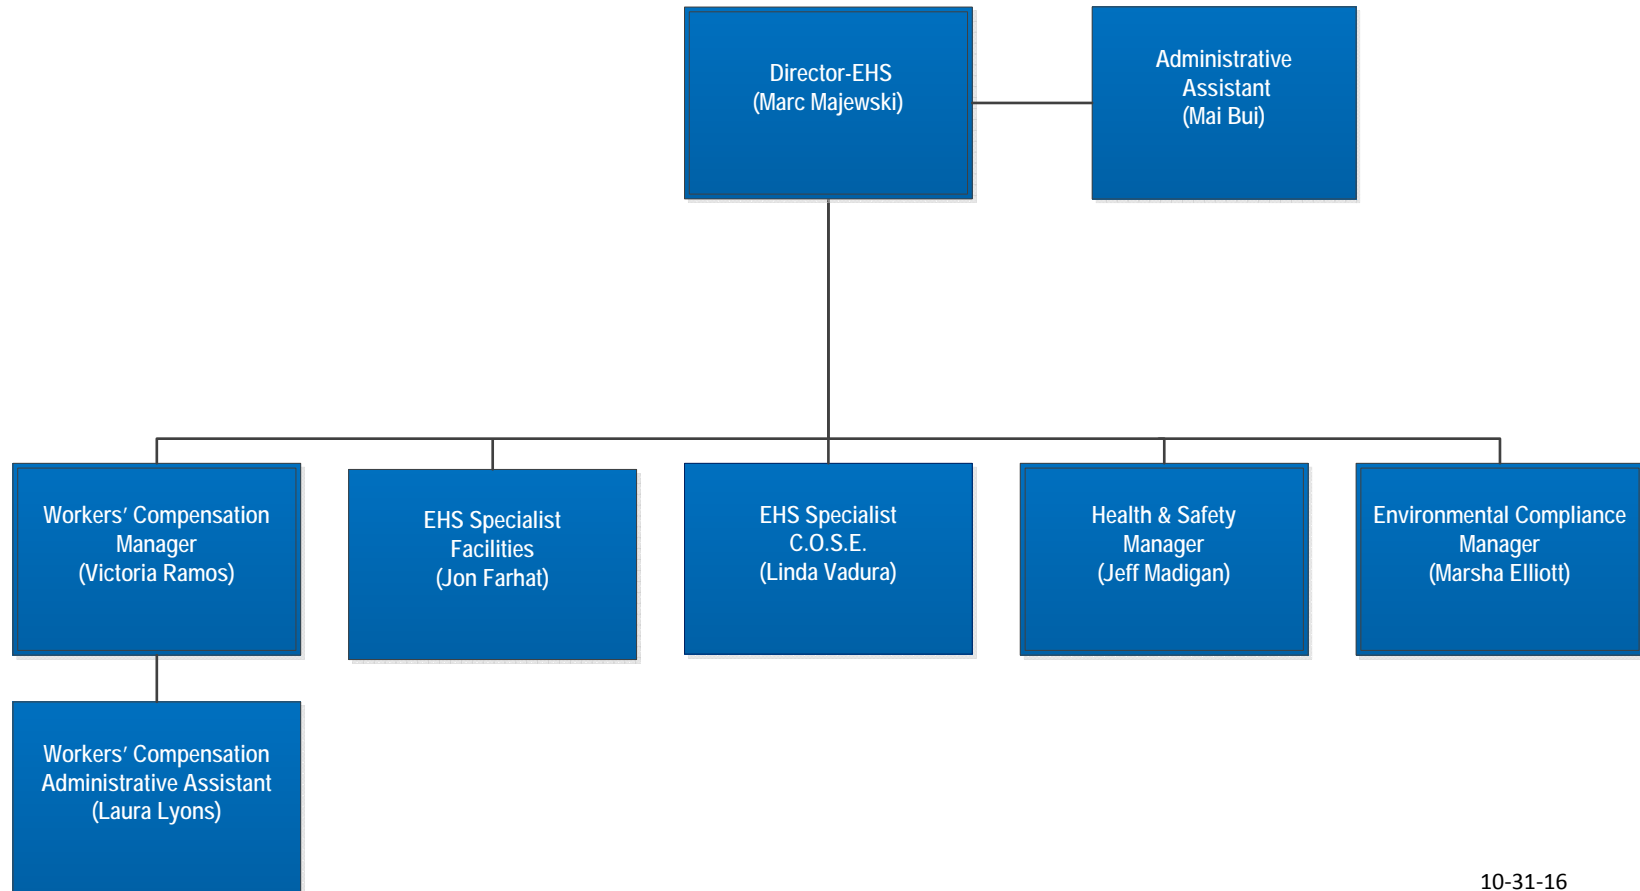 Director-EHS
(Marc Majewski)
Administrative
Assistant
(Mai Bui)
Workers’ Compensation
Manager
(Victoria Ramos)
EHS Specialist
Facilities
(Jon Farhat)
EHS Specialist
C.O.S.E.
(Linda Vadura)
Health & Safety
Manager
(Jeff Madigan)
Environmental Compliance
Manager
(Marsha Elliott)
Workers’ Compensation
Administrative Assistant
(Laura Lyons)
10-31-16